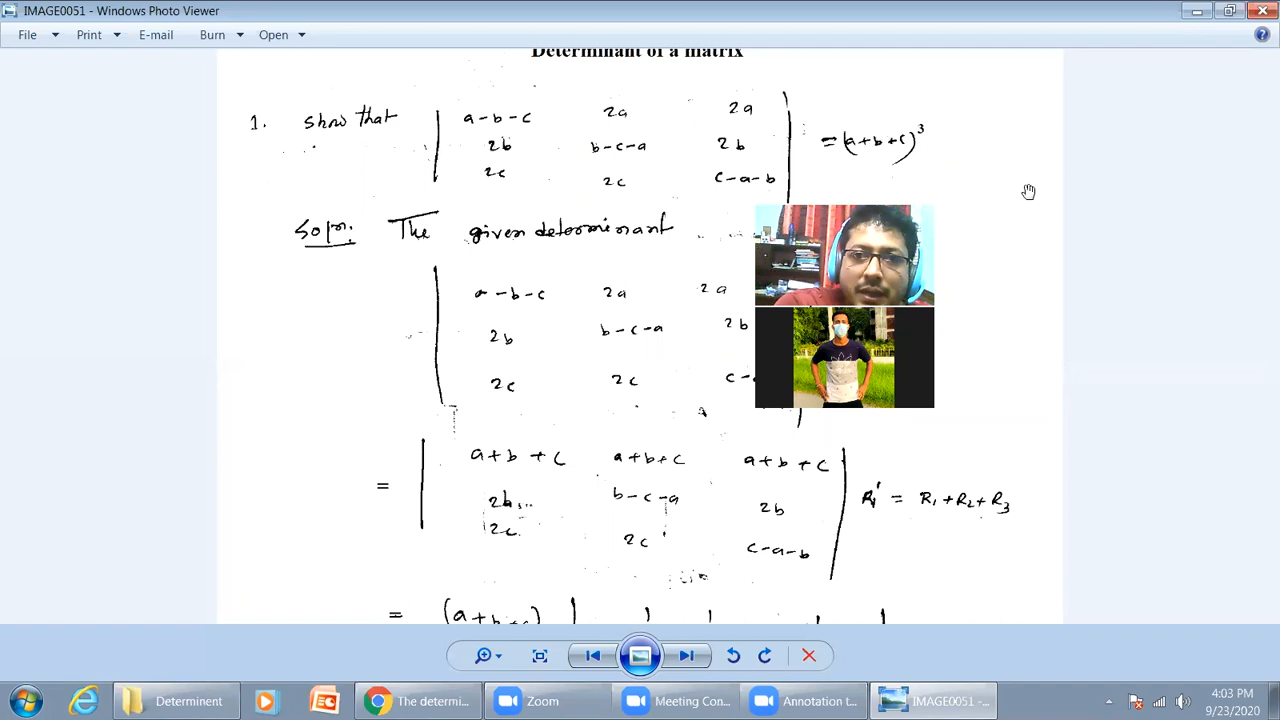 IMAGE0051 - Windows Photo Viewer
File Print E-mail Burn Open
Determinant of a matrix
1. show that | a-b-c 2a 2a |
| 2b b-c-a 2b | = (a+b+c)³
| 2c 2c c-a-b |
Soln. The given determinant
| a-b-c 2a 2a
| 2b b-c-a 2b
| 2c 2c c-
= | a+b+c a+b+c a+b+c |
| 2b b-c-a 2b | R₁' = R₁+R₂+R₃
| 2c 2c c-a-b |
= (a+b+c) |
Determinent
The determi...
Zoom
Meeting Con...
Annotation t...
IMAGE0051 -...
4:03 PM
9/23/2020